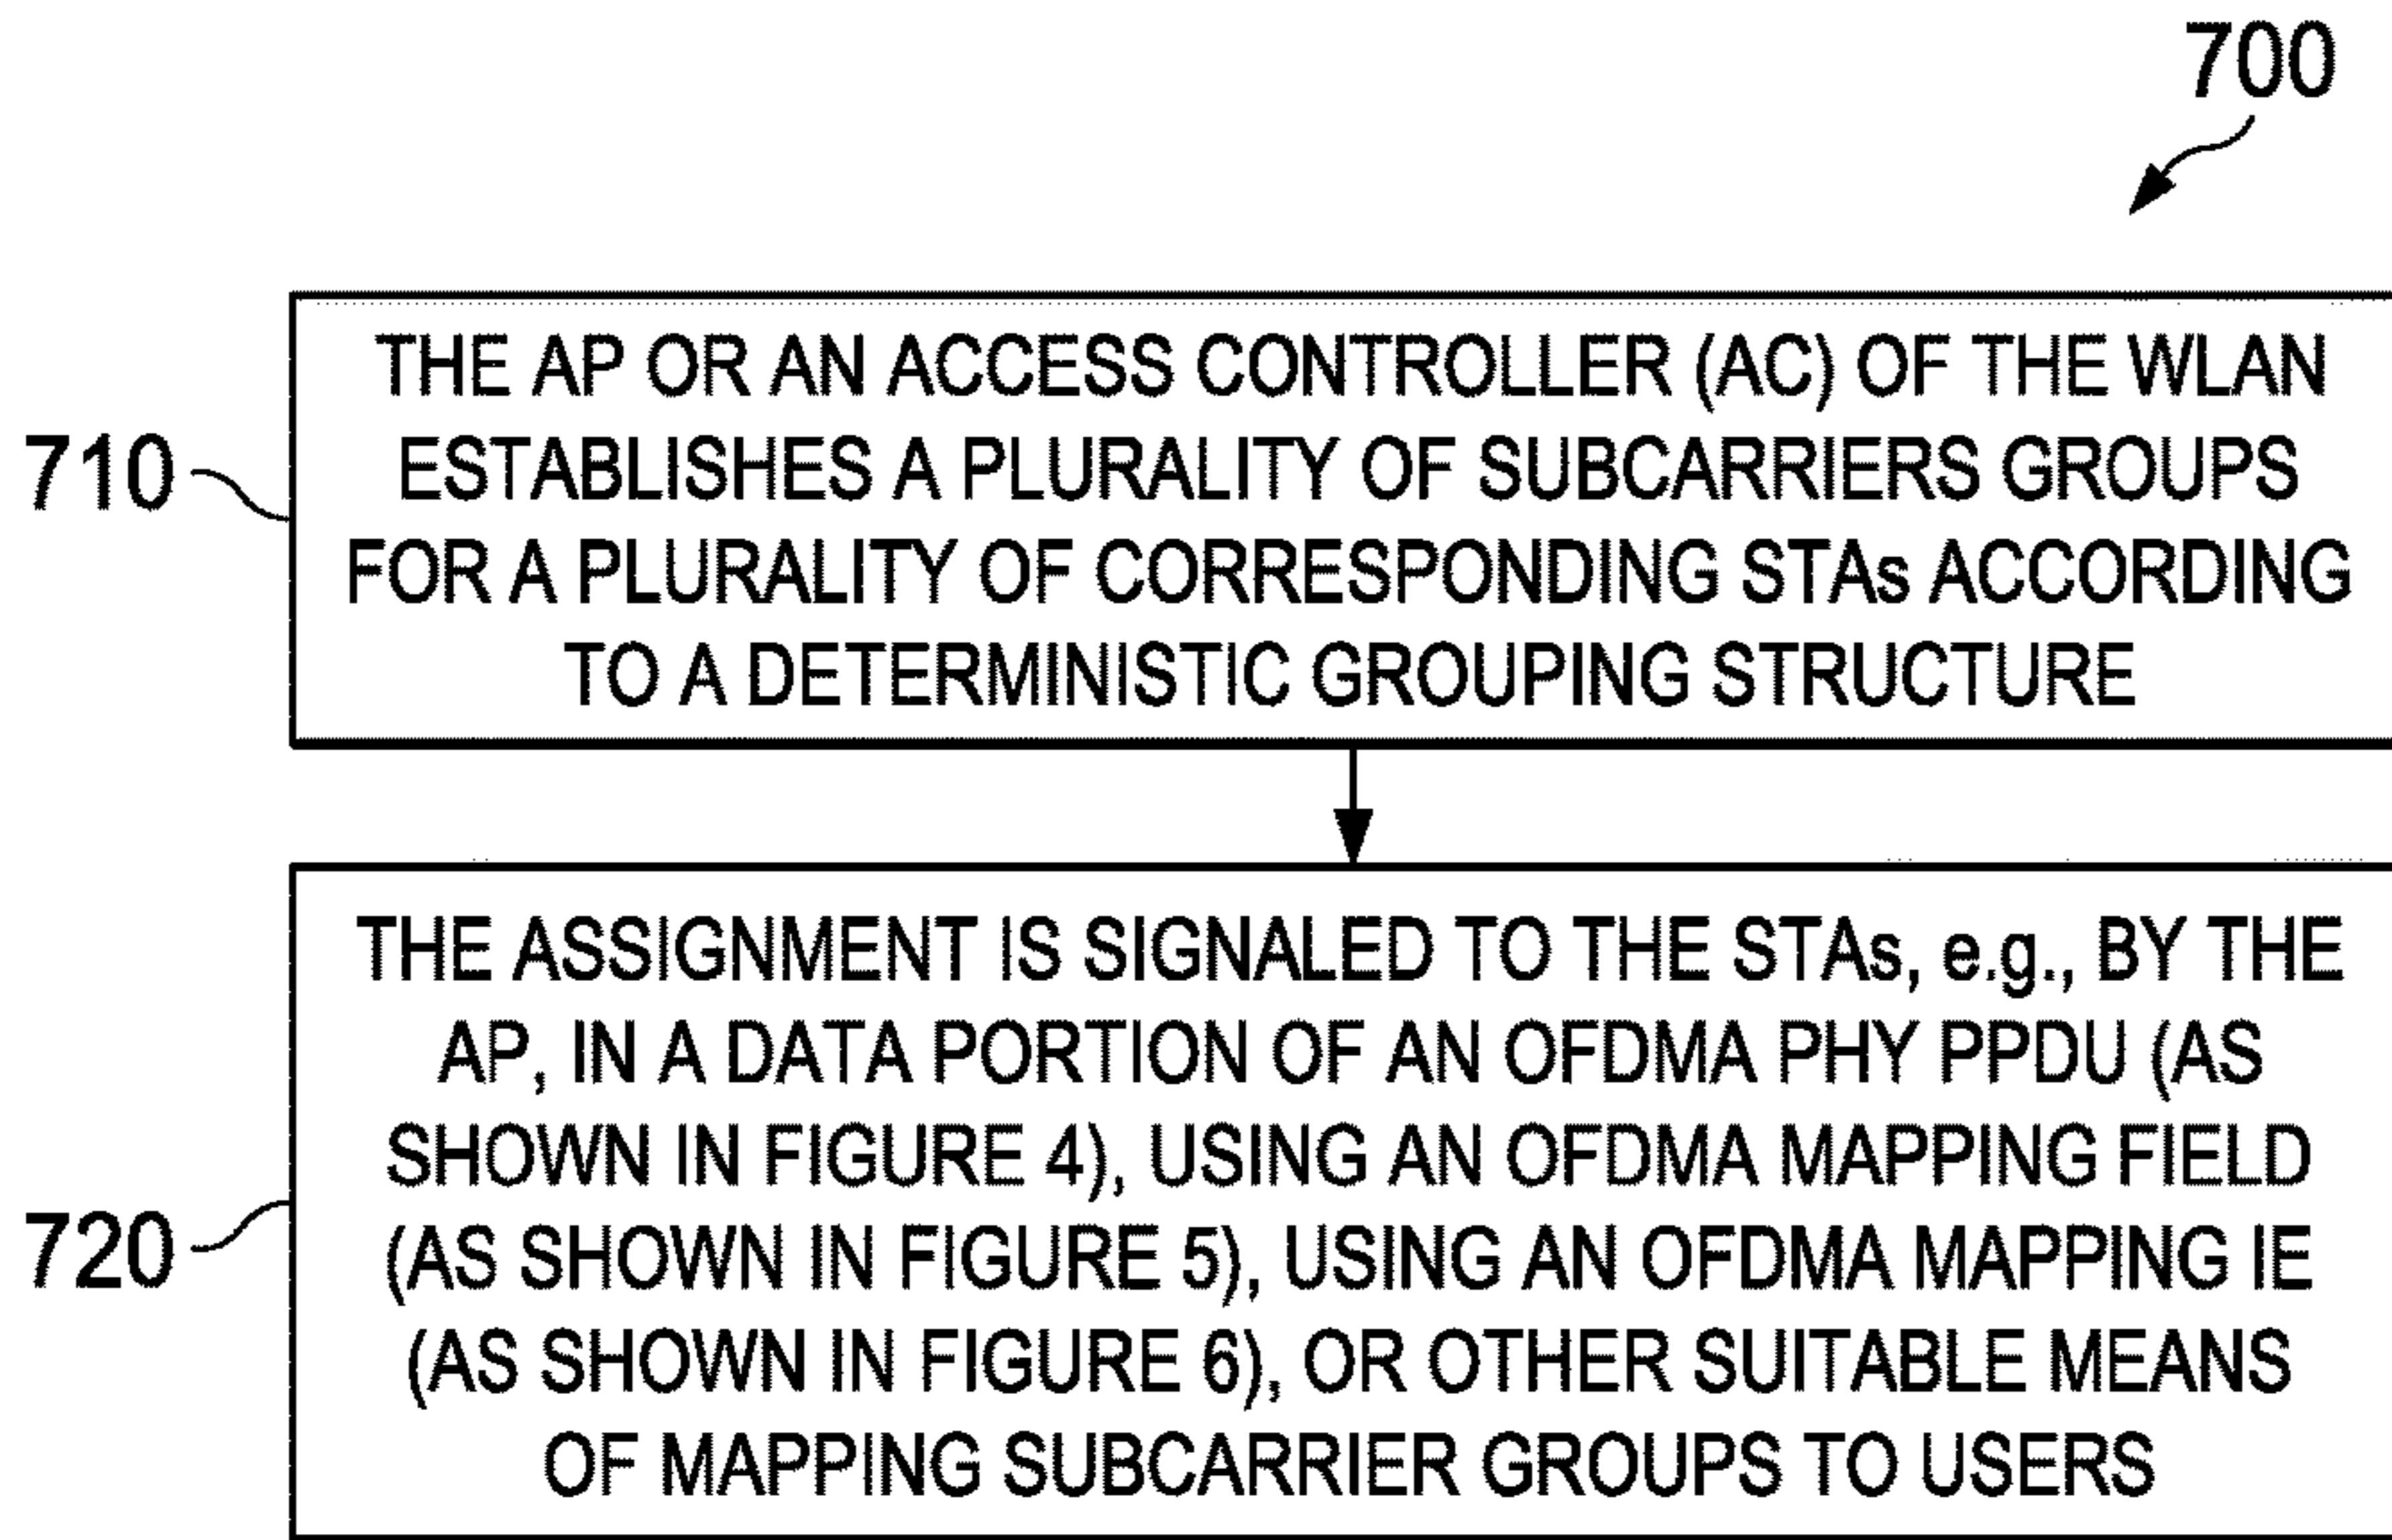 700
710
THE AP OR AN ACCESS CONTROLLER (AC) OF THE WLAN
ESTABLISHES A PLURALITY OF SUBCARRIERS GROUPS
FOR A PLURALITY OF CORRESPONDING STAs ACCORDING
TO A DETERMINISTIC GROUPING STRUCTURE
720
THE ASSIGNMENT IS SIGNALED TO THE STAs, e.g., BY THE
AP, IN A DATA PORTION OF AN OFDMA PHY PPDU (AS
SHOWN IN FIGURE 4), USING AN OFDMA MAPPING FIELD
(AS SHOWN IN FIGURE 5), USING AN OFDMA MAPPING IE
(AS SHOWN IN FIGURE 6), OR OTHER SUITABLE MEANS
OF MAPPING SUBCARRIER GROUPS TO USERS